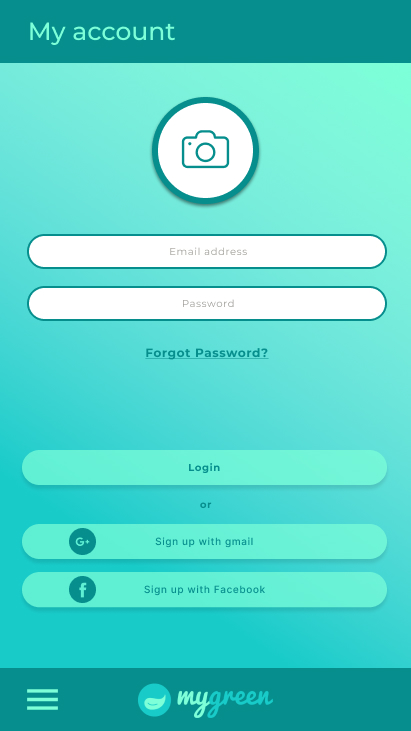 My account
Email address
Password
Forgot Password?
Login
or
G+
Sign up with gmail
f
Sign up with Facebook
mygreen